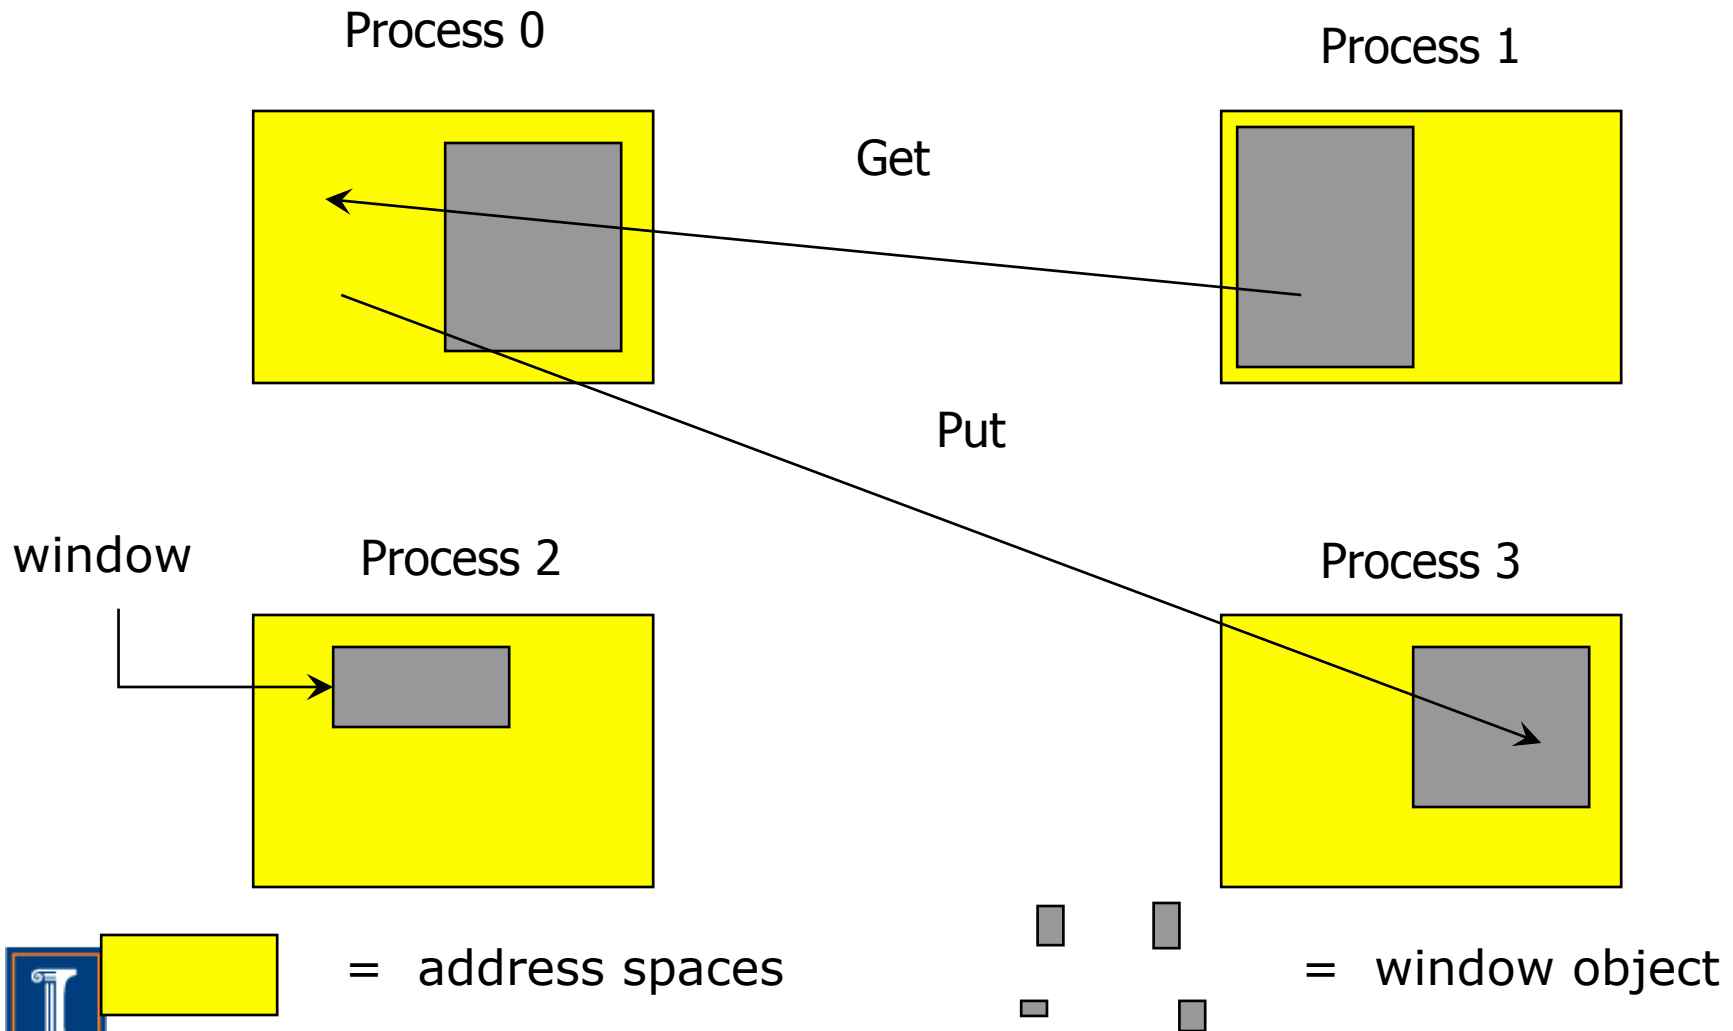 Process 0
Process 1
Get
Put
window
Process 2
Process 3
= address spaces
= window object